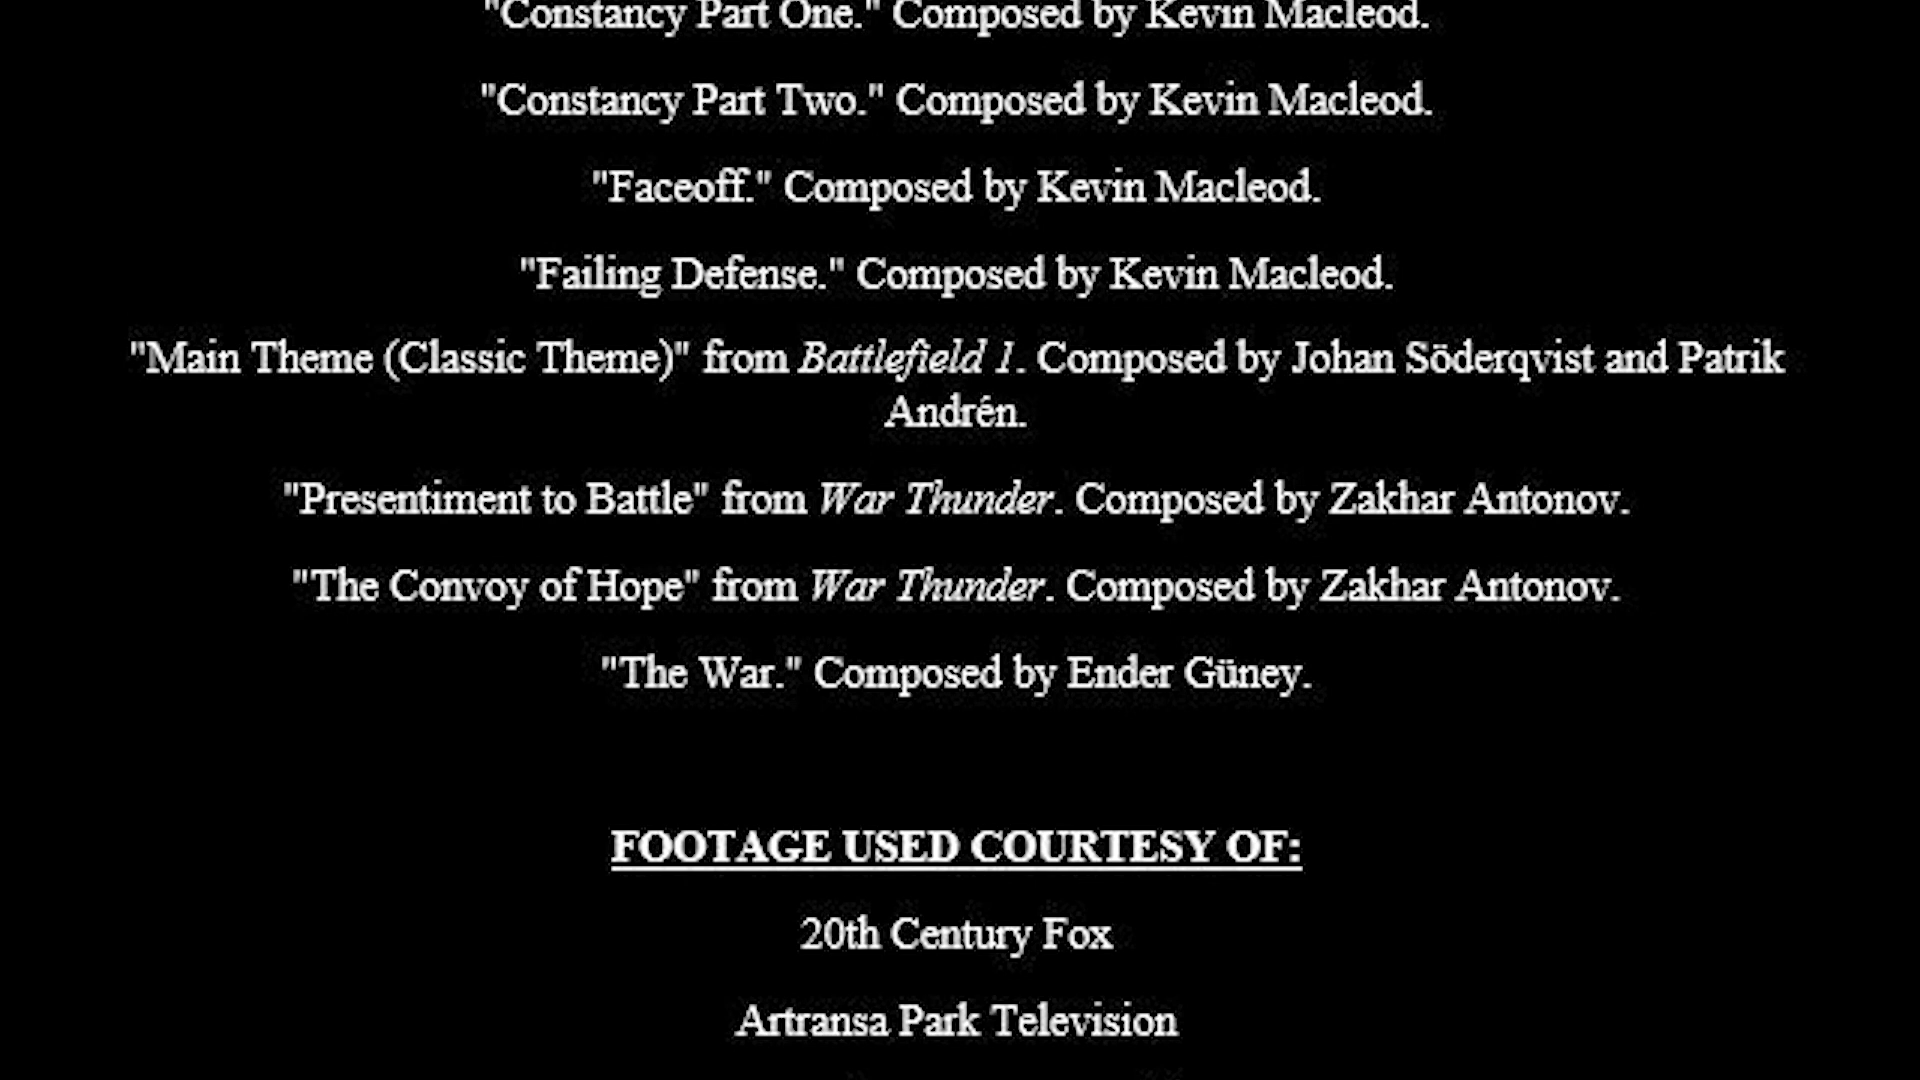 "Constancy Part One." Composed by Kevin Macleod.
"Constancy Part Two." Composed by Kevin Macleod.
"Faceoff." Composed by Kevin Macleod.
"Failing Defense." Composed by Kevin Macleod.
"Main Theme (Classic Theme)" from Battlefield 1. Composed by Johan Söderqvist and Patrik
Andrén.
"Presentiment to Battle" from War Thunder. Composed by Zakhar Antonov.
"The Convoy of Hope" from War Thunder. Composed by Zakhar Antonov.
"The War." Composed by Ender Güney.
FOOTAGE USED COURTESY OF:
20th Century Fox
Artransa Park Television